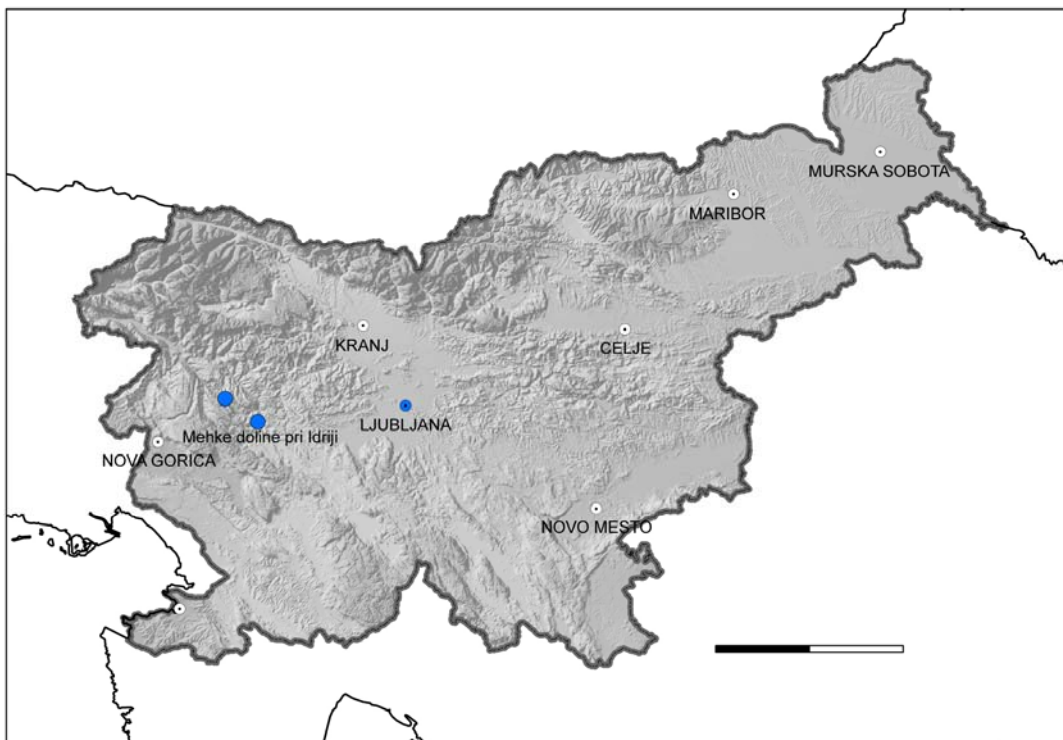 MURSKA SOBOTA
MARIBOR
KRANJ
CELJE
LJUBLJANA
Mehke doline pri Idriji
NOVA GORICA
NOVO MESTO